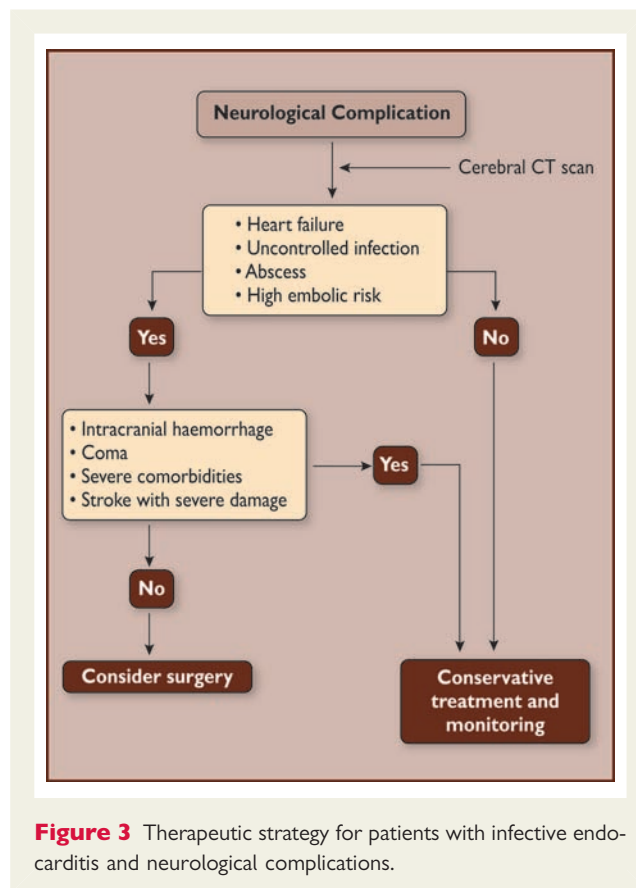 Neurological Complication
Cerebral CT scan
• Heart failure
• Uncontrolled infection
• Abscess
• High embolic risk
Yes
No
• Intracranial haemorrhage
• Coma
• Severe comorbidities
• Stroke with severe damage
Yes
No
Consider surgery
Conservative
treatment and
monitoring
Figure 3 Therapeutic strategy for patients with infective endo-
carditis and neurological complications.